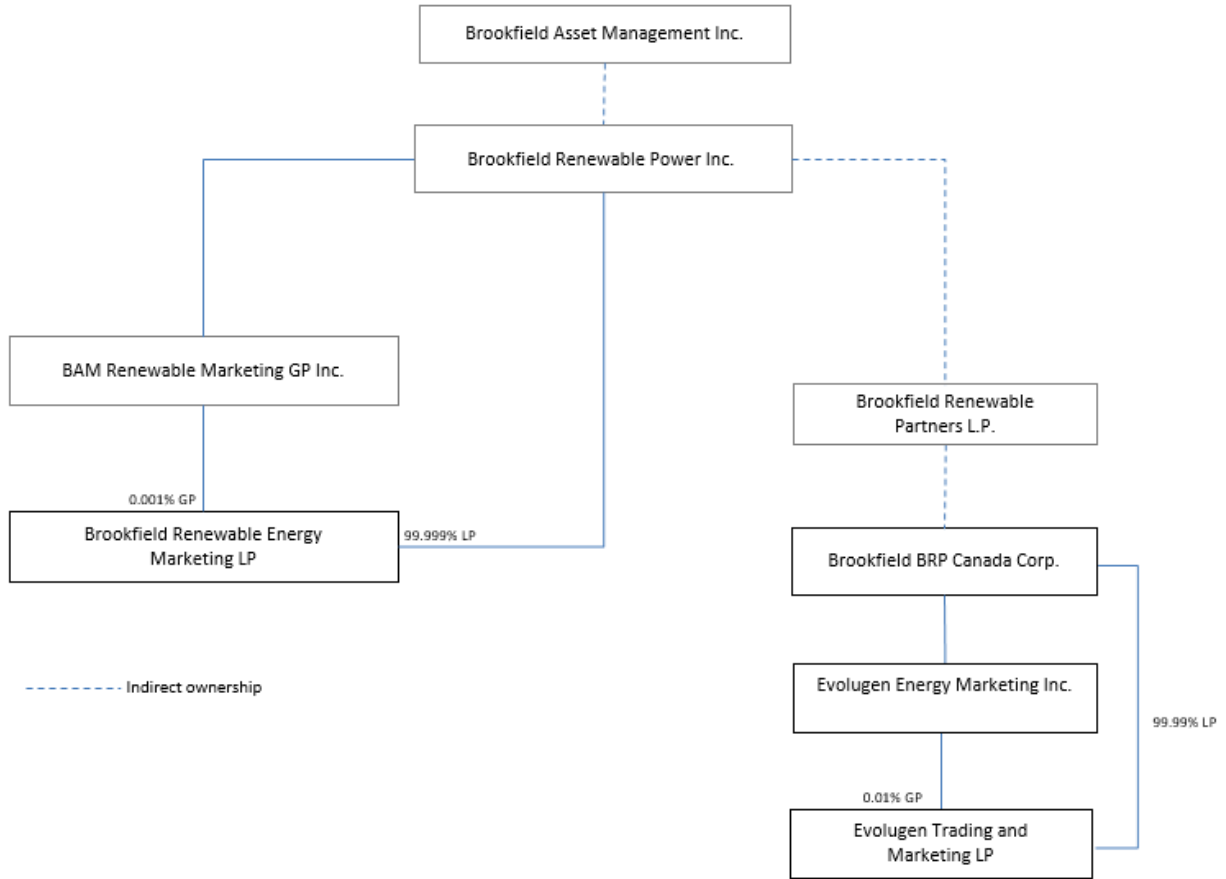 Brookfield Asset Management Inc.
Brookfield Renewable Power Inc.
BAM Renewable Marketing GP Inc.
Brookfield Renewable
Partners L.P.
0.001% GP
Brookfield Renewable Energy
Marketing LP
99.999% LP
Brookfield BRP Canada Corp.
Indirect ownership
Evolugen Energy Marketing Inc.
99.99% LP
0.01% GP
Evolugen Trading and
Marketing LP